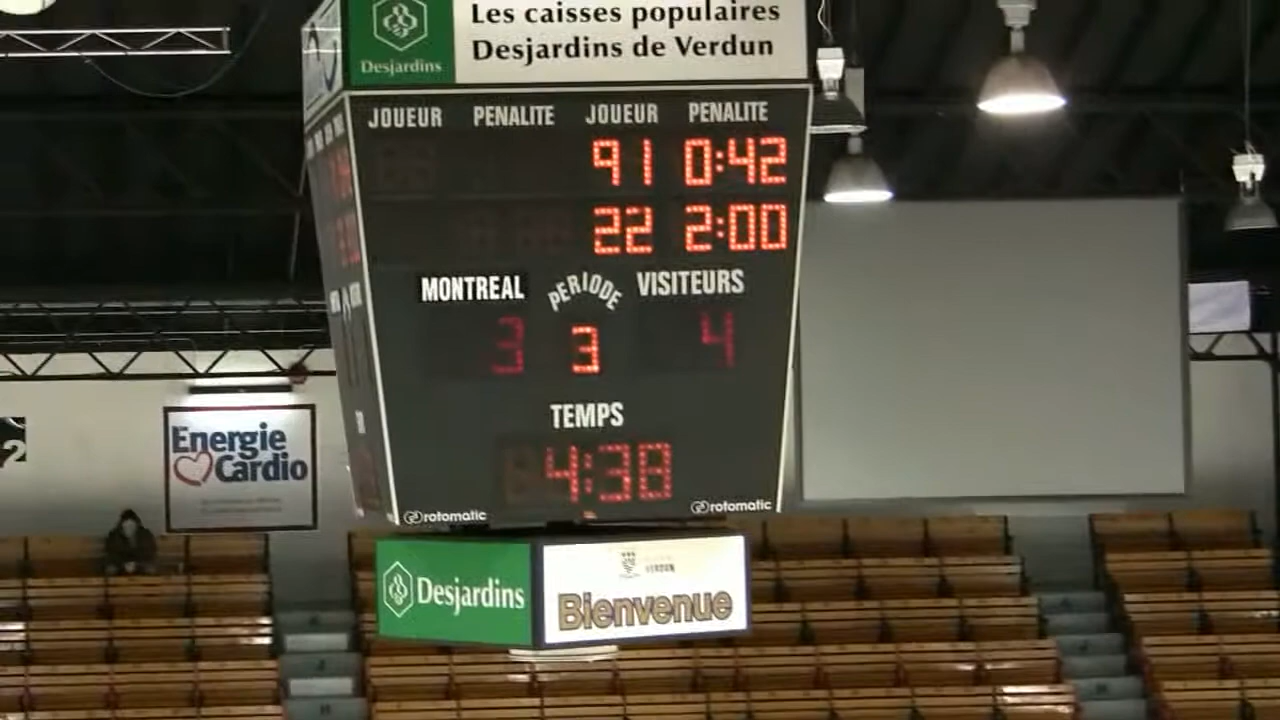 Les caisses populaires
Desjardins de Verdun
Desjardins
JOUEUR PENALITE JOUEUR PENALITE
91 0:42
22 2:00
MONTREAL PERIODE VISITEURS
3 3 4
TEMPS
4:38
rotomatic rotomatic
Energie
Cardio
2
Desjardins
VERDUN
Bienvenue